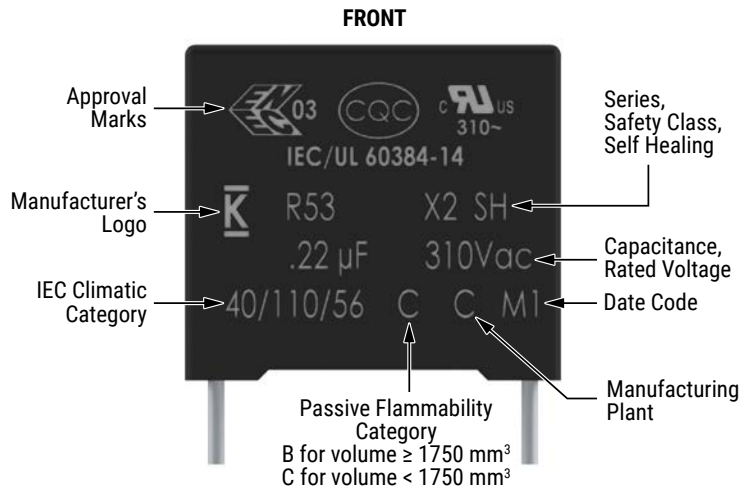 FRONT
Approval
Marks
03 CQC c RU US
310~
IEC/UL 60384-14
Series,
Safety Class,
Self Healing
Manufacturer's
Logo
K R53 X2 SH
.22 µF 310Vac
Capacitance,
Rated Voltage
IEC Climatic
Category
40/110/56 C C M1
Date Code
Manufacturing
Plant
Passive Flammability
Category
B for volume ≥ 1750 mm³
C for volume < 1750 mm³